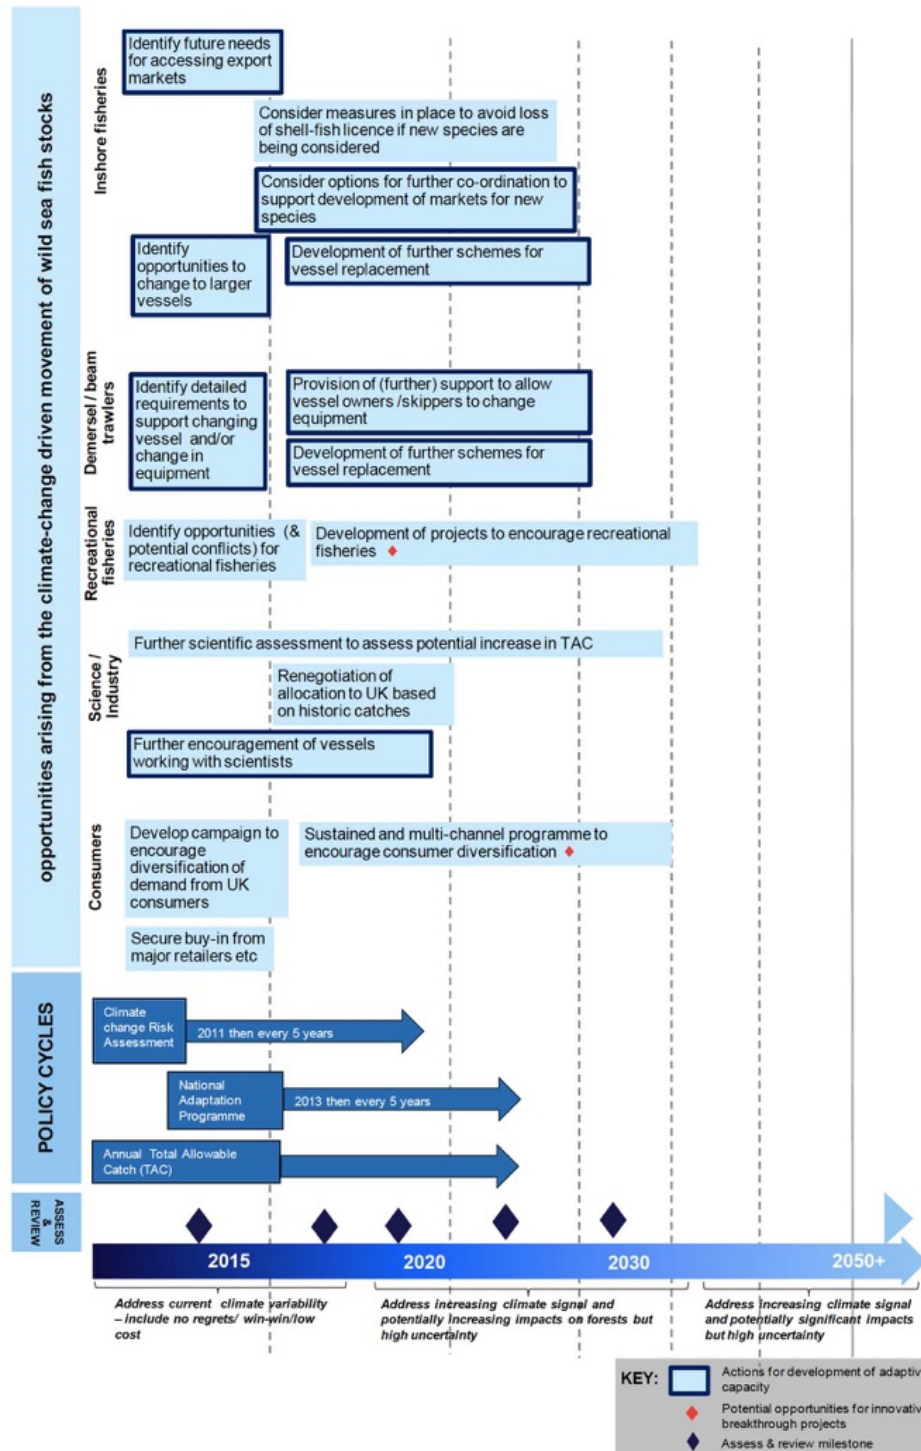 opportunities arising from the climate-change driven movement of wild sea fish stocks
Inshore fisheries
Identify future needs
for accessing export
markets
Consider measures in place to avoid loss
of shell-fish licence if new species are
being considered
Consider options for further co-ordination to
support development of markets for new
species
Identify
opportunities to
change to larger
vessels
Development of further schemes for
vessel replacement
Demersel / beam
trawlers
Identify detailed
requirements to
support changing
vessel and/or
change in
equipment
Provision of (further) support to allow
vessel owners /skippers to change
equipment
Development of further schemes for
vessel replacement
Recreational
fisheries
Identify opportunities (&
potential conflicts) for
recreational fisheries
Development of projects to encourage recreational
fisheries
Science /
Industry
Further scientific assessment to assess potential increase in TAC
Renegotiation of
allocation to UK based
on historic catches
Further encouragement of vessels
working with scientists
Consumers
Develop campaign to
encourage
diversification of
demand from UK
consumers
Sustained and multi-channel programme to
encourage consumer diversification
Secure buy-in from
major retailers etc
POLICY CYCLES
Climate
change Risk
Assessment
2011 then every 5 years
National
Adaptation
Programme
2013 then every 5 years
Annual Total Allowable
Catch (TAC)
ASSESS
&
REVIEW
2015
2020
2030
2050+
Address current climate variability
– include no regrets/ win-win/low
cost
Address increasing climate signal and
potentially increasing impacts on forests but
high uncertainty
Address increasing climate signal
and potentially significant impacts
but high uncertainty
KEY:
Actions for development of adaptiv
capacity
Potential opportunities for innovativ
breakthrough projects
Assess & review milestone